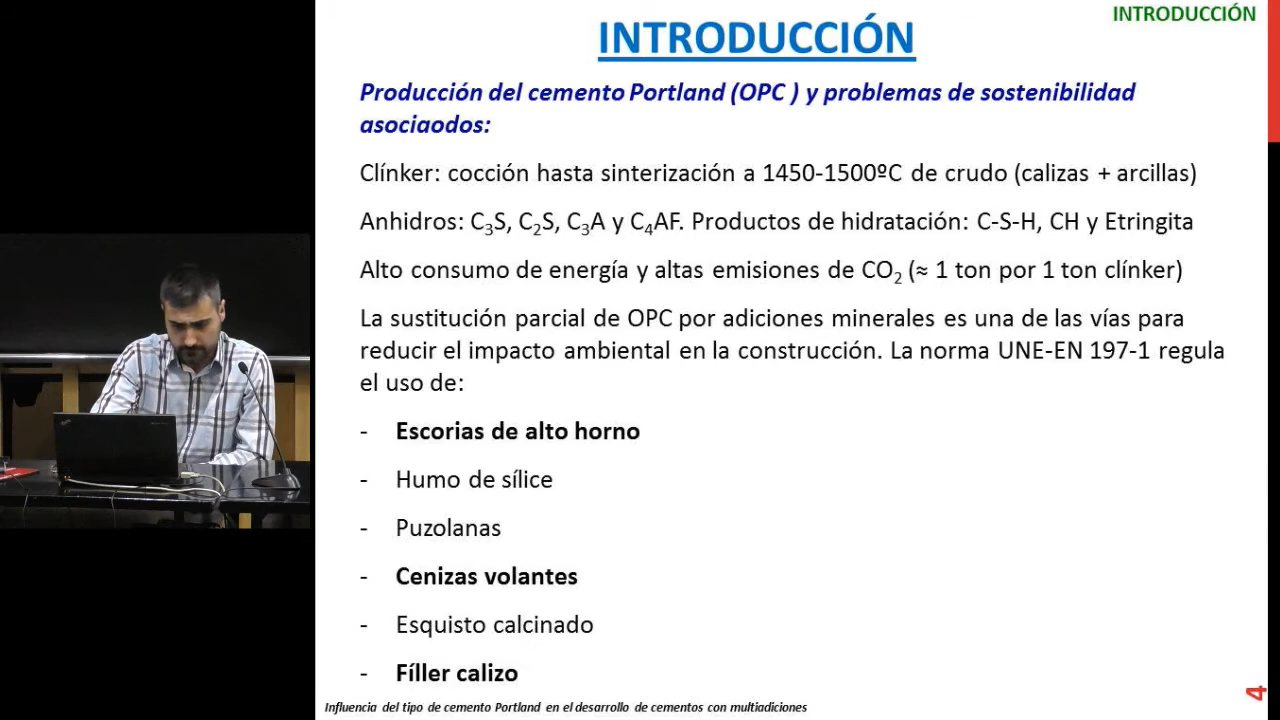 INTRODUCCIÓN
INTRODUCCIÓN
Producción del cemento Portland (OPC ) y problemas de sostenibilidad
asociaodos:
Clínker: cocción hasta sinterización a 1450-1500ºC de crudo (calizas + arcillas)
Anhidros: C3S, C2S, C3A y C4AF. Productos de hidratación: C-S-H, CH y Etringita
Alto consumo de energía y altas emisiones de CO2 (≈ 1 ton por 1 ton clínker)
La sustitución parcial de OPC por adiciones minerales es una de las vías para
reducir el impacto ambiental en la construcción. La norma UNE-EN 197-1 regula
el uso de:
- Escorias de alto horno
- Humo de sílice
- Puzolanas
- Cenizas volantes
- Esquisto calcinado
- Fíller calizo
Influencia del tipo de cemento Portland en el desarrollo de cementos con multiadiciones
4